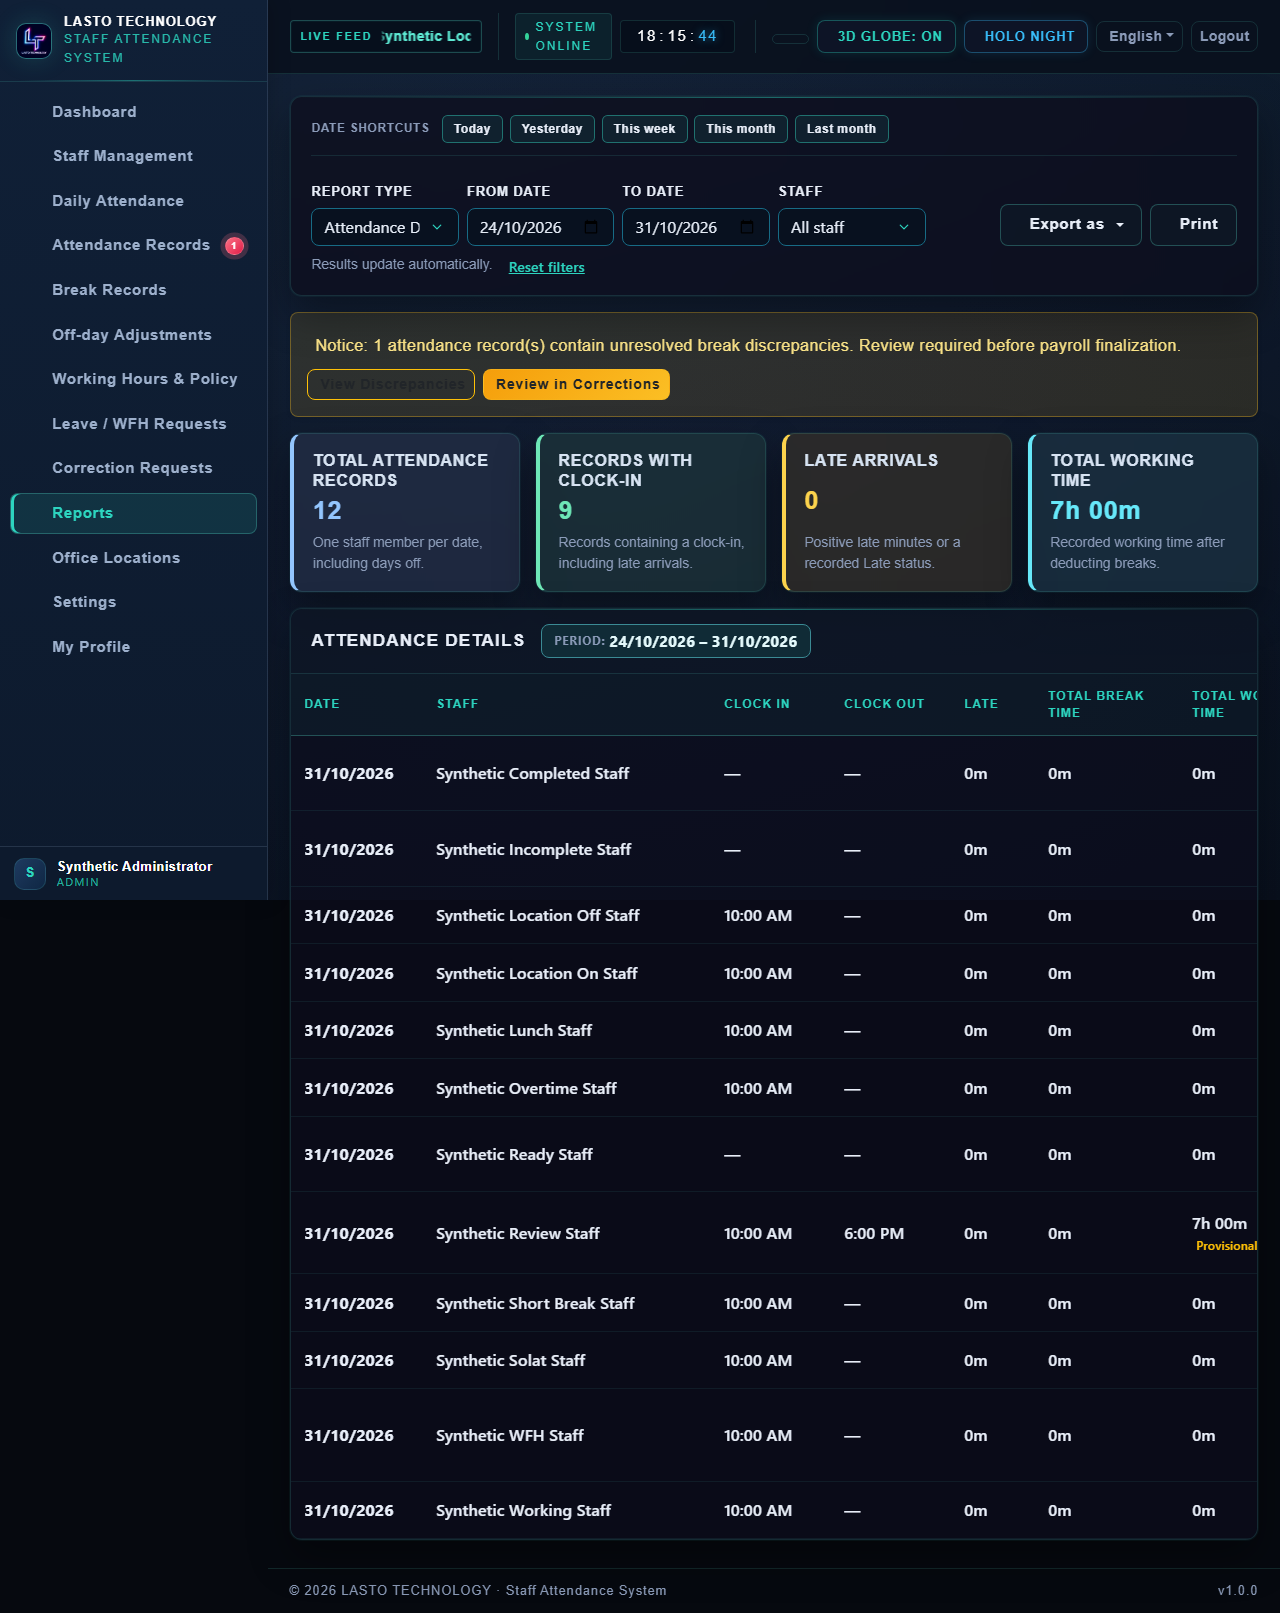 LASTO TECHNOLOGY
STAFF ATTENDANCE
SYSTEM
LIVE FEED
ynthetic Loc
SYSTEM
ONLINE
18:15:44
3D GLOBE: ON
HOLO NIGHT
English
Logout
Dashboard
Staff Management
Daily Attendance
Attendance Records 1
Break Records
Off-day Adjustments
Working Hours & Policy
Leave / WFH Requests
Correction Requests
Reports
Office Locations
Settings
My Profile
S
Synthetic Administrator
ADMIN
DATE SHORTCUTS Today Yesterday This week This month Last month
REPORT TYPE FROM DATE TO DATE STAFF
Attendance D 24/10/2026 31/10/2026 All staff Export as Print
Results update automatically. Reset filters
Notice: 1 attendance record(s) contain unresolved break discrepancies. Review required before payroll finalization.
View Discrepancies Review in Corrections
TOTAL ATTENDANCE
RECORDS
12
One staff member per date,
including days off.
RECORDS WITH
CLOCK-IN
9
Records containing a clock-in,
including late arrivals.
LATE ARRIVALS
0
Positive late minutes or a
recorded Late status.
TOTAL WORKING
TIME
7h 00m
Recorded working time after
deducting breaks.
ATTENDANCE DETAILS PERIOD: 24/10/2026 – 31/10/2026
DATE STAFF CLOCK IN CLOCK OUT LATE TOTAL BREAK TIME TOTAL WO TIME
31/10/2026 Synthetic Completed Staff — — 0m 0m 0m
31/10/2026 Synthetic Incomplete Staff — — 0m 0m 0m
31/10/2026 Synthetic Location Off Staff 10:00 AM — 0m 0m 0m
31/10/2026 Synthetic Location On Staff 10:00 AM — 0m 0m 0m
31/10/2026 Synthetic Lunch Staff 10:00 AM — 0m 0m 0m
31/10/2026 Synthetic Overtime Staff 10:00 AM — 0m 0m 0m
31/10/2026 Synthetic Ready Staff — — 0m 0m 0m
31/10/2026 Synthetic Review Staff 10:00 AM 6:00 PM 0m 0m 7h 00m
Provisional
31/10/2026 Synthetic Short Break Staff 10:00 AM — 0m 0m 0m
31/10/2026 Synthetic Solat Staff 10:00 AM — 0m 0m 0m
31/10/2026 Synthetic WFH Staff 10:00 AM — 0m 0m 0m
31/10/2026 Synthetic Working Staff 10:00 AM — 0m 0m 0m
© 2026 LASTO TECHNOLOGY · Staff Attendance System
v1.0.0